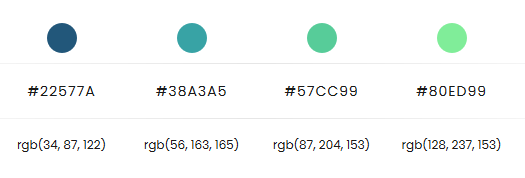 #22577A #38A3A5 #57CC99 #80ED99
rgb(34, 87, 122) rgb(56, 163, 165) rgb(87, 204, 153) rgb(128, 237, 153)